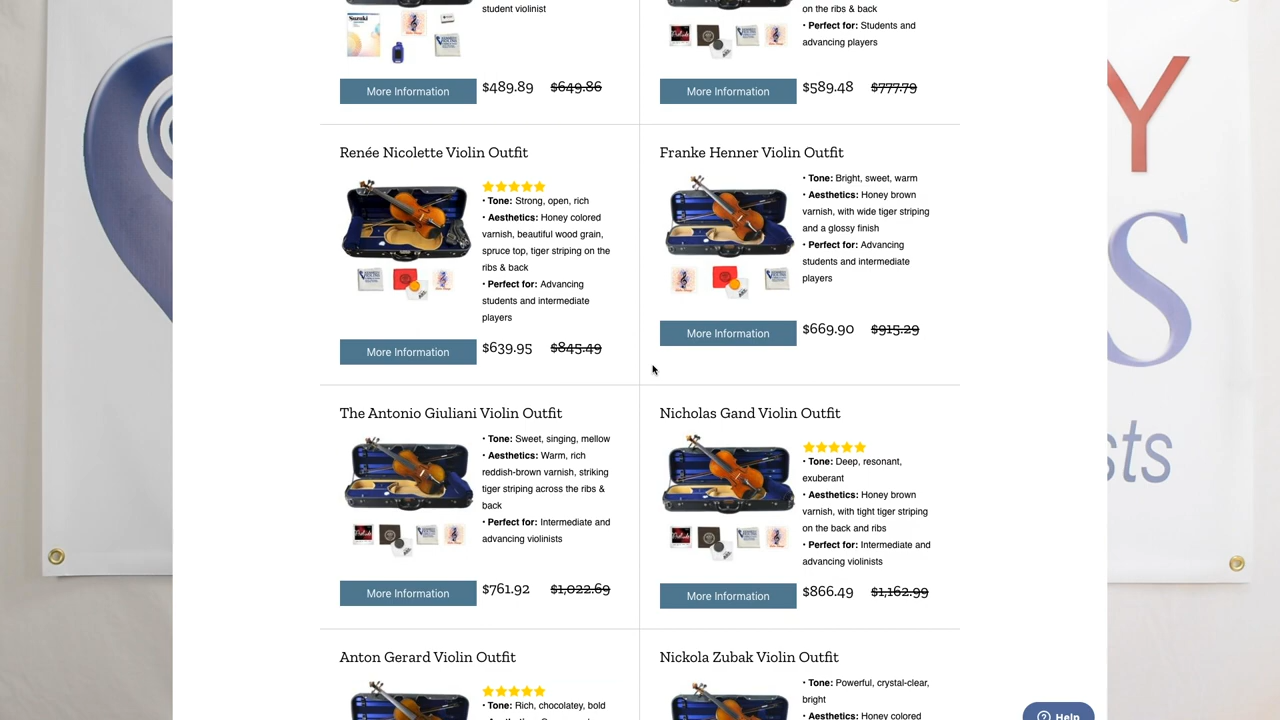 student violinist
More Information $489.89 $649.86
on the ribs & back
• Perfect for: Students and
advancing players
More Information $589.48 $777.79
Renée Nicolette Violin Outfit
• Tone: Strong, open, rich
• Aesthetics: Honey colored
varnish, beautiful wood grain,
spruce top, tiger striping on the
ribs & back
• Perfect for: Advancing
students and intermediate
players
More Information $639.95 $845.49
Franke Henner Violin Outfit
• Tone: Bright, sweet, warm
• Aesthetics: Honey brown
varnish, with wide tiger striping
and a glossy finish
• Perfect for: Advancing
students and intermediate
players
More Information $669.90 $915.29
The Antonio Giuliani Violin Outfit
• Tone: Sweet, singing, mellow
• Aesthetics: Warm, rich
reddish-brown varnish, striking
tiger striping across the ribs &
back
• Perfect for: Intermediate and
advancing violinists
More Information $761.92 $1,022.69
Nicholas Gand Violin Outfit
• Tone: Deep, resonant,
exuberant
• Aesthetics: Honey brown
varnish, with tight tiger striping
on the back and ribs
• Perfect for: Intermediate and
advancing violinists
More Information $866.49 $1,162.99
Anton Gerard Violin Outfit
• Tone: Rich, chocolatey, bold
Nickola Zubak Violin Outfit
• Tone: Powerful, crystal-clear,
bright
• Aesthetics: Honey colored
Help
Y
S
sts
Suzuki